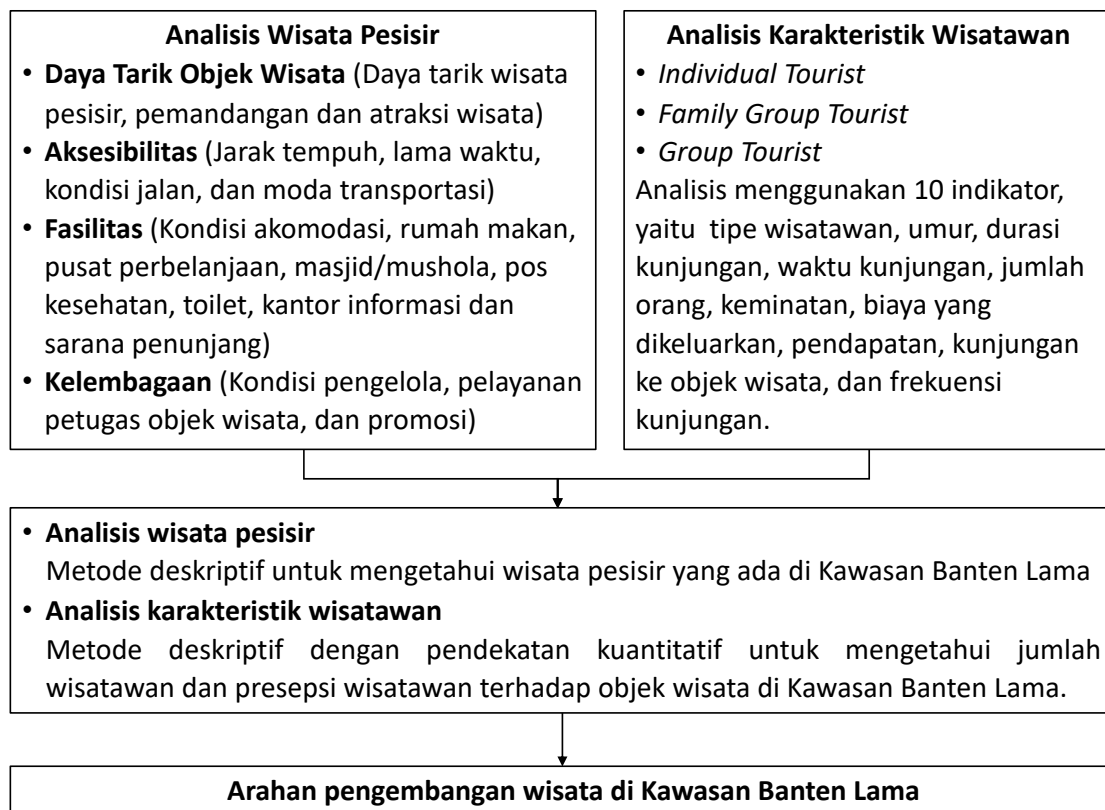 Analisis Wisata Pesisir
• Daya Tarik Objek Wisata (Daya tarik wisata
pesisir, pemandangan dan atraksi wisata)
• Aksesibilitas (Jarak tempuh, lama waktu,
kondisi jalan, dan moda transportasi)
• Fasilitas (Kondisi akomodasi, rumah makan,
pusat perbelanjaan, masjid/mushola, pos
kesehatan, toilet, kantor informasi dan
sarana penunjang)
• Kelembagaan (Kondisi pengelola, pelayanan
petugas objek wisata, dan promosi)
Analisis Karakteristik Wisatawan
• Individual Tourist
• Family Group Tourist
• Group Tourist
Analisis menggunakan 10 indikator,
yaitu tipe wisatawan, umur, durasi
kunjungan, waktu kunjungan, jumlah
orang, keminatan, biaya yang
dikeluarkan, pendapatan, kunjungan
ke objek wisata, dan frekuensi
kunjungan.
• Analisis wisata pesisir
Metode deskriptif untuk mengetahui wisata pesisir yang ada di Kawasan Banten Lama
• Analisis karakteristik wisatawan
Metode deskriptif dengan pendekatan kuantitatif untuk mengetahui jumlah
wisatawan dan presepsi wisatawan terhadap objek wisata di Kawasan Banten Lama.
Arahan pengembangan wisata di Kawasan Banten Lama